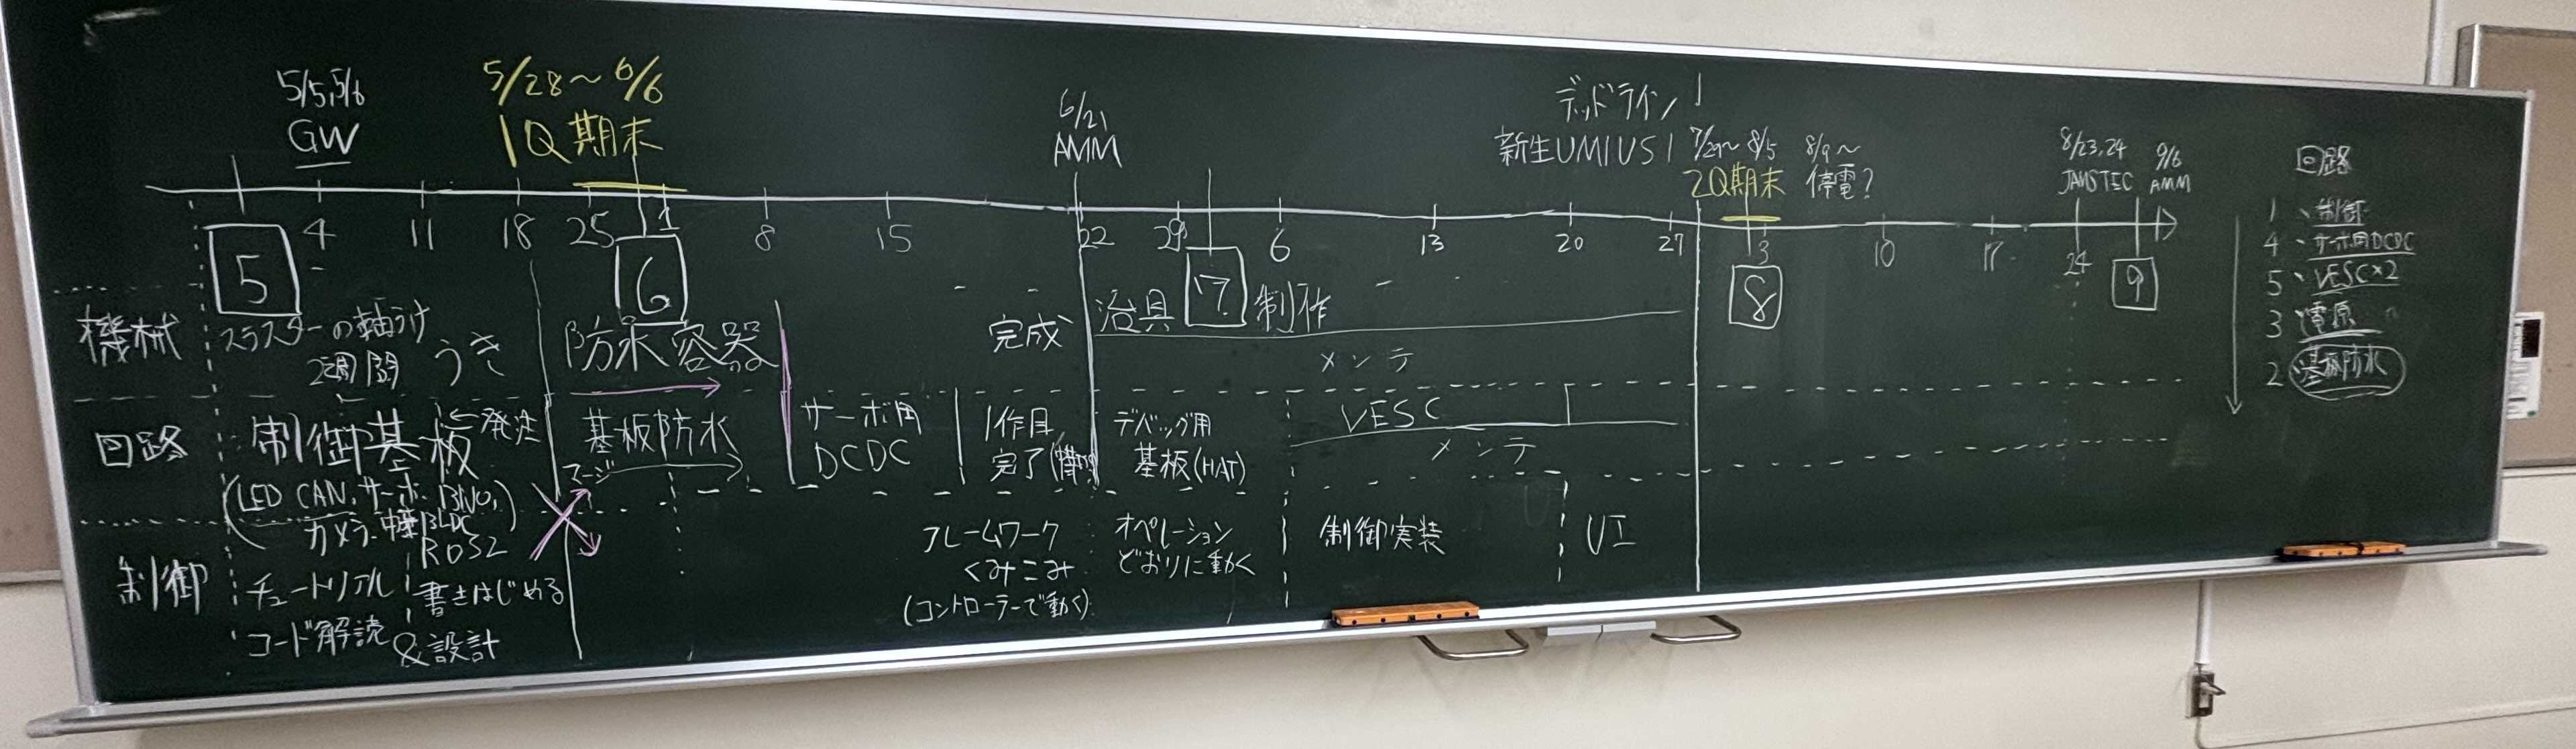 5/5,5/6
GW
5/28～6/6
1Q期末
6/21
AMM
デッドライン
新生UMIUSI
7/29～8/5
2Q期末
8/9～
停電?
8/23,24
JAMSTEC
9/6
AMM
4 11 18 25 1 8 15 22 29 6 13 20 27 3 10 17 24
5 6 7 8 9
機械
スラスターの軸うけ
2週間
うき
防水容器
完成
治具 制作
メンテ
回路
制御基板
←発注
(LED CAN, サーボ, BNO,
カメラ, BLDC)
基板防水
サーボ用
DCDC
1作目
完了
デバッグ用
基板(HAT)
VESC
メンテ
制御
ROS2
チュートリアル
コード解読
書きはじめる
&設計
マージ
フレームワーク
くみこみ
(コントローラーで動く)
オペレーション
どおりに動く
制御実装
UI
回路
1、制御
4、サーボ用DCDC
5、VESC×2
3、電源
2、基板防水